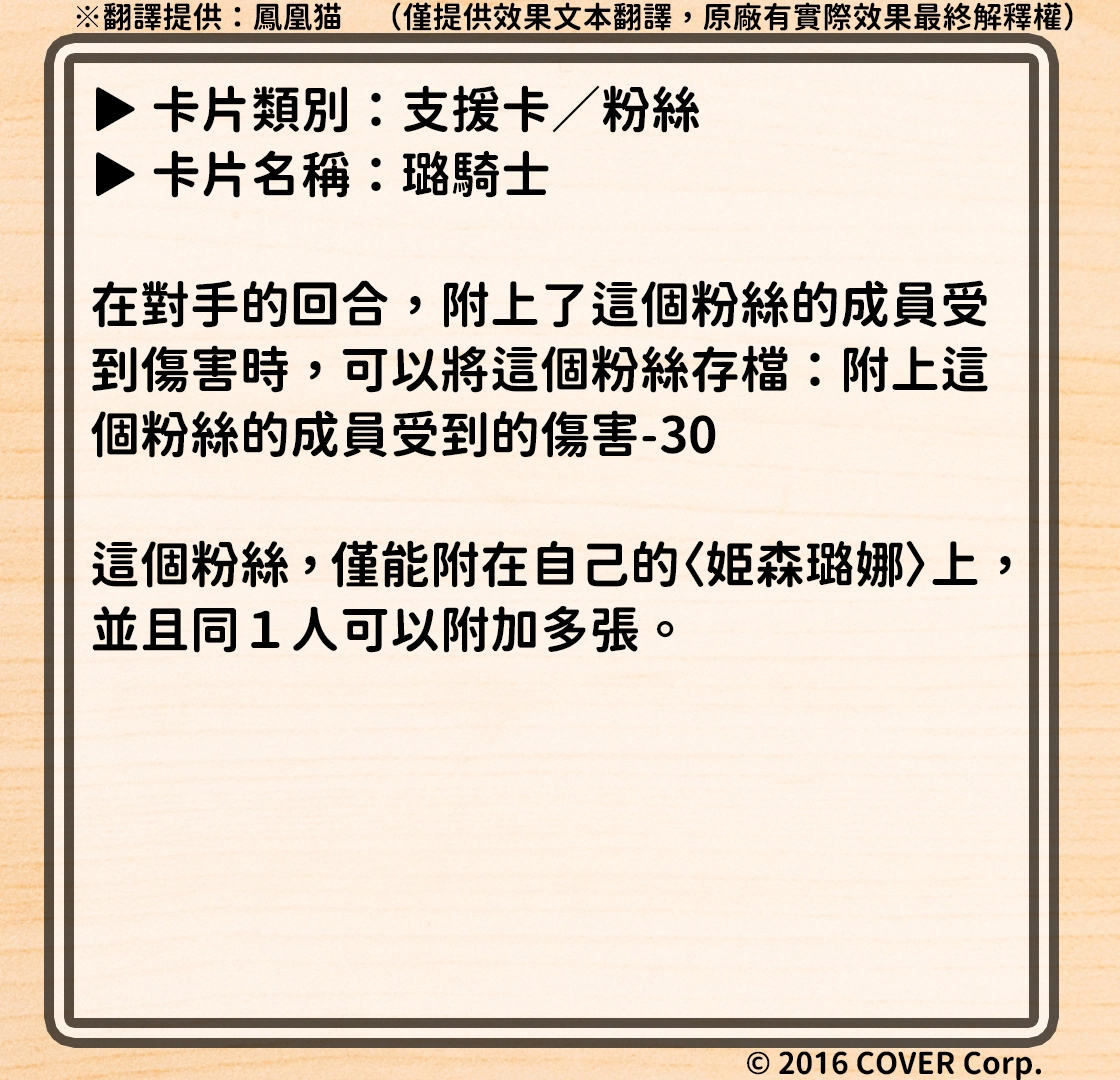 ※翻譯提供：鳳凰猫　（僅提供效果文本翻譯，原廠有實際效果最終解釋權）
▶ 卡片類別：支援卡／粉絲
▶ 卡片名稱：璐騎士
在對手的回合，附上了這個粉絲的成員受
到傷害時，可以將這個粉絲存檔：附上這
個粉絲的成員受到的傷害-30
這個粉絲，僅能附在自己的〈姫森璐娜〉上，
並且同１人可以附加多張。
© 2016 COVER Corp.